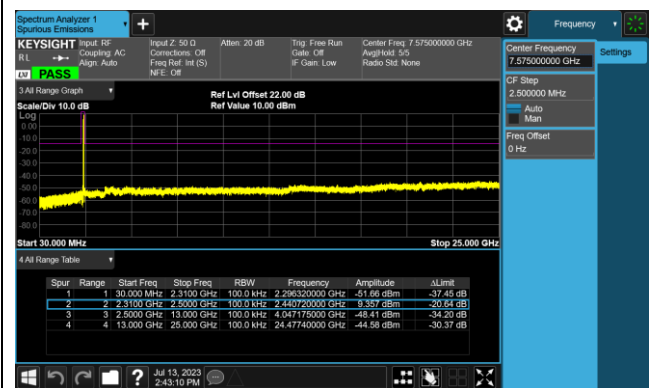 Spectrum Analyzer 1
Spurious Emissions
Frequency
KEYSIGHT
RL
LW
PASS
Input: RF
Coupling: AC
Align: Auto
Input Z: 50 Ω
Corrections: Off
Freq Ref: Int (S)
NFE: Off
Atten: 20 dB
Trig: Free Run
Gate: Off
IF Gain: Low
Center Freq: 7.575000000 GHz
Avg|Hold: 5/5
Radio Std: None
Center Frequency
7.575000000 GHz
Settings
CF Step
2.500000 MHz
Auto
Man
Freq Offset
0 Hz
3 All Range Graph
Scale/Div 10.0 dB
Ref Lvl Offset 22.00 dB
Ref Value 10.00 dBm
Log
0.00
-10.0
-20.0
-30.0
-40.0
-50.0
-60.0
-70.0
-80.0
Start 30.000 MHz
Stop 25.000 GHz
4 All Range Table
Spur Range Start Freq Stop Freq RBW Frequency Amplitude ΔLimit
1 1 30.000 MHz 2.3100 GHz 100.0 kHz 2.296320000 GHz -51.66 dBm -37.45 dB
2 2 2.3100 GHz 2.5000 GHz 100.0 kHz 2.440720000 GHz 9.357 dBm -20.64 dB
3 3 2.5000 GHz 13.000 GHz 100.0 kHz 4.047175000 GHz -48.41 dBm -34.20 dB
4 4 13.000 GHz 25.000 GHz 100.0 kHz 24.47740000 GHz -44.58 dBm -30.37 dB
?
Jul 13, 2023
2:43:10 PM